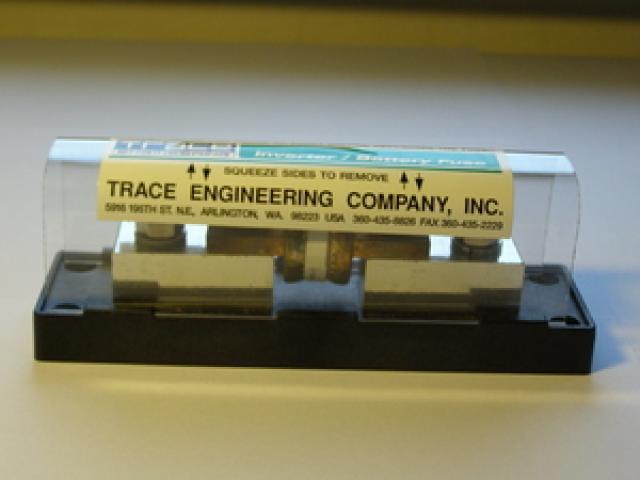 TRACE
Inverter / Battery Fuse
SQUEEZE SIDES TO REMOVE
TRACE ENGINEERING COMPANY, INC.
5916 195TH ST. N.E., ARLINGTON, WA. 98223 USA 360-435-8826 FAX 360-435-2229